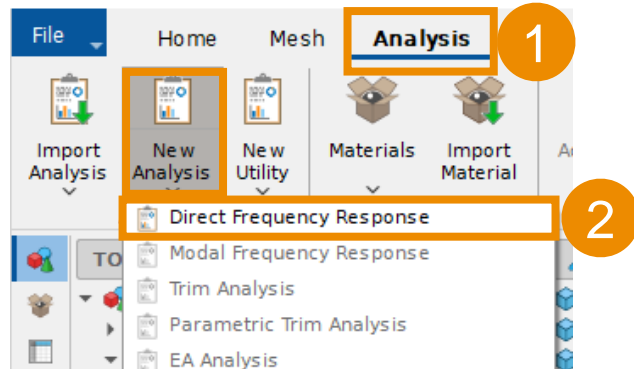 File Home Mesh Analysis 1
Import Analysis
New Analysis
New Utility
Materials
Import Material
Direct Frequency Response 2
TO
Modal Frequency Response
Trim Analysis
Parametric Trim Analysis
EA Analysis